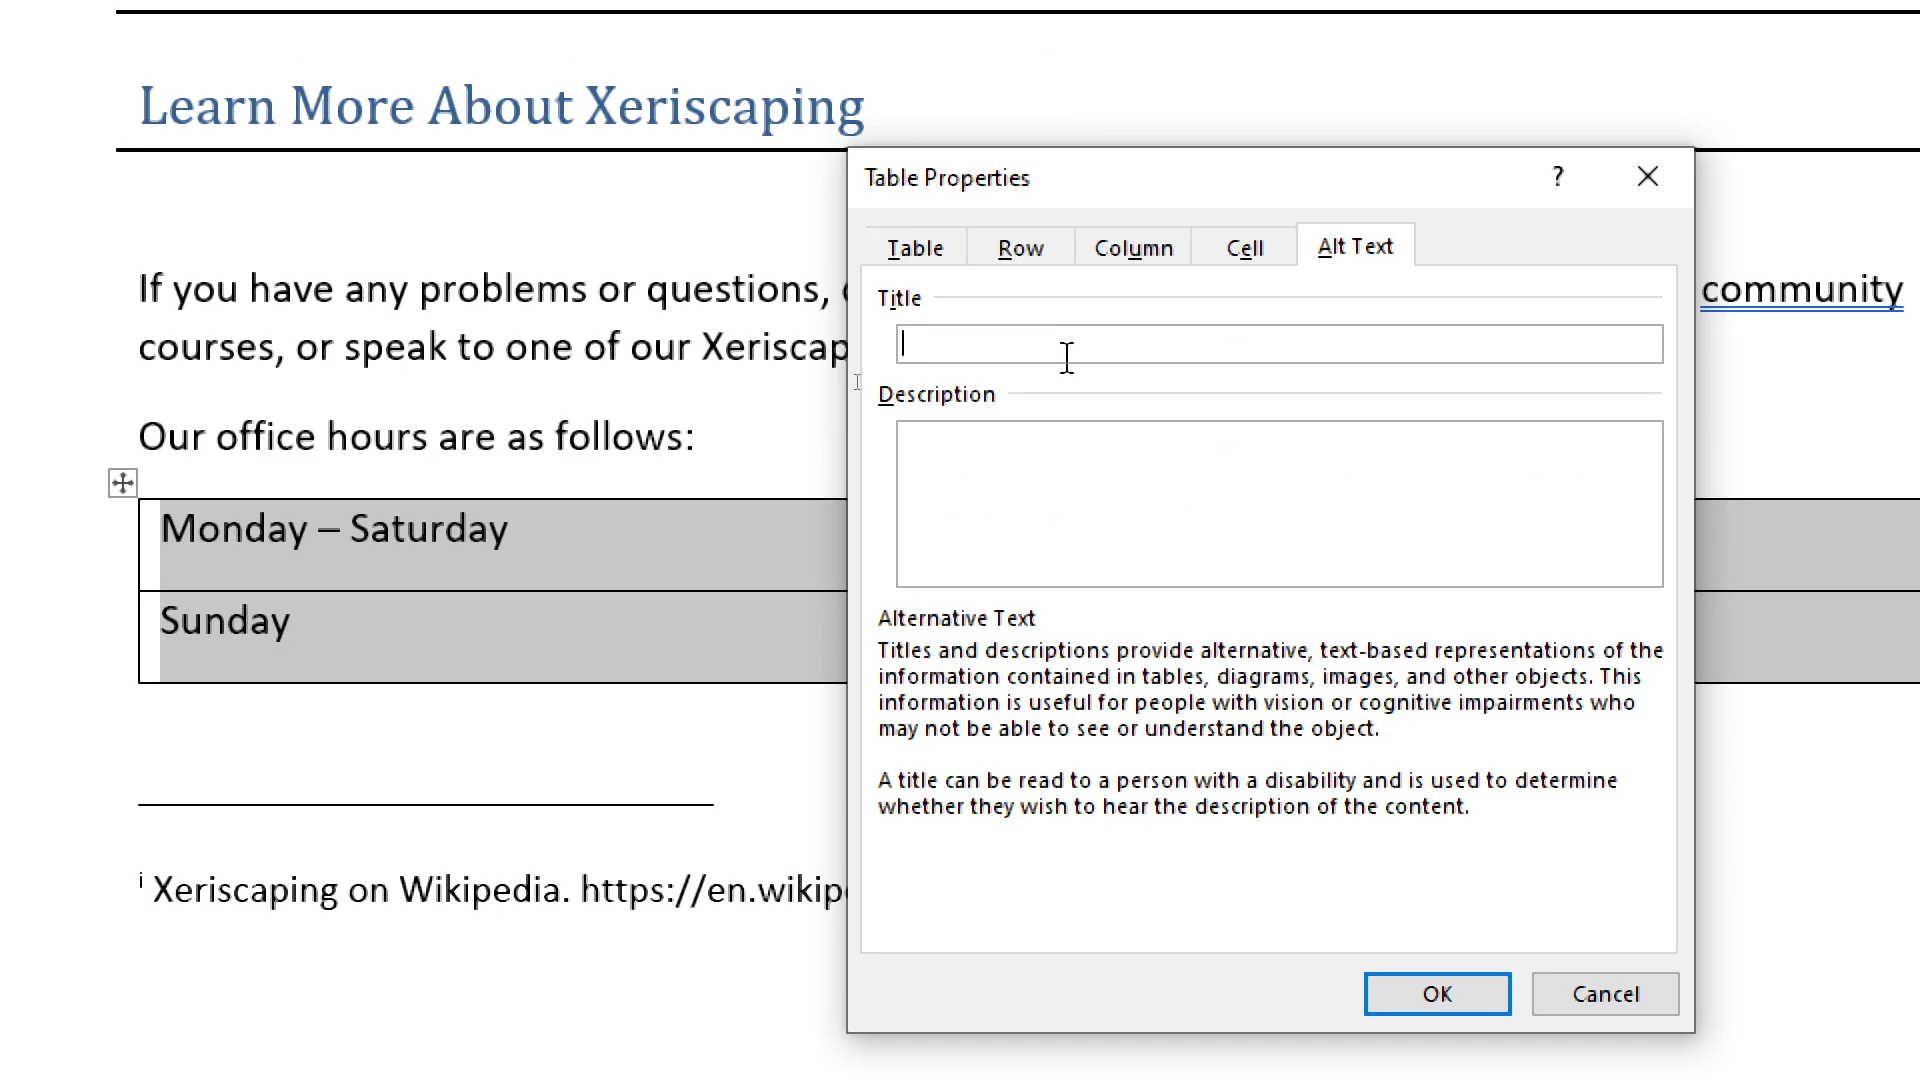 Learn More About Xeriscaping
If you have any problems or questions,
community
courses, or speak to one of our
Our office hours are as follows:
Monday – Saturday
Sunday
i Xeriscaping on Wikipedia.
Table Properties
?
Table Row Column Cell Alt Text
Title
Description
Alternative Text
Titles and descriptions provide alternative, text-based representations of the
information contained in tables, diagrams, images, and other objects. This
information is useful for people with vision or cognitive impairments who
may not be able to see or understand the object.
A title can be read to a person with a disability and is used to determine
whether they wish to hear the description of the content.
OK Cancel